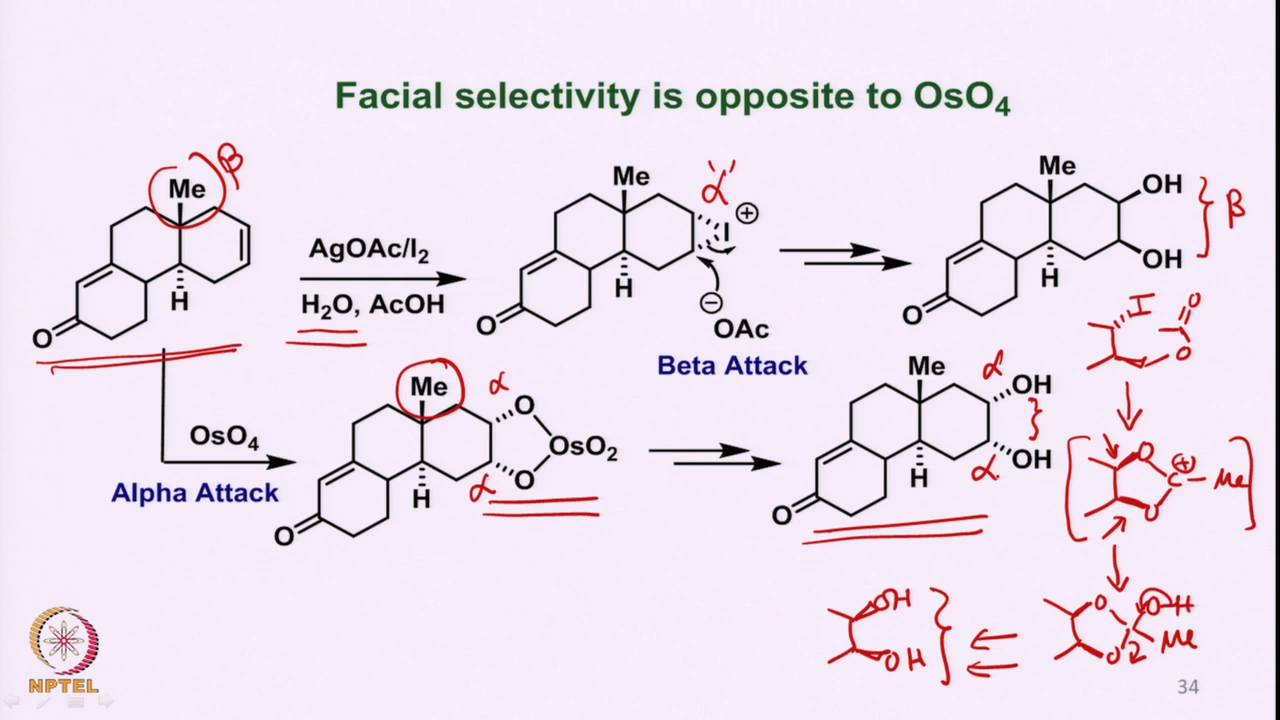 Facial selectivity is opposite to OsO4
Me
β
H
O
AgOAc/I2
H2O, AcOH
Me
"α"
I
⊕
H
O
⊖
OAc
Beta Attack
Me
OH
OH
} β
H
O
OsO4
Alpha Attack
Me
α
O
O
OsO2
α
H
O
Me
α
OH
OH
α
H
O
I
O
O
O
⊕
C
Me
O
O
OH
Me
O
OH
OH
NPTEL
34